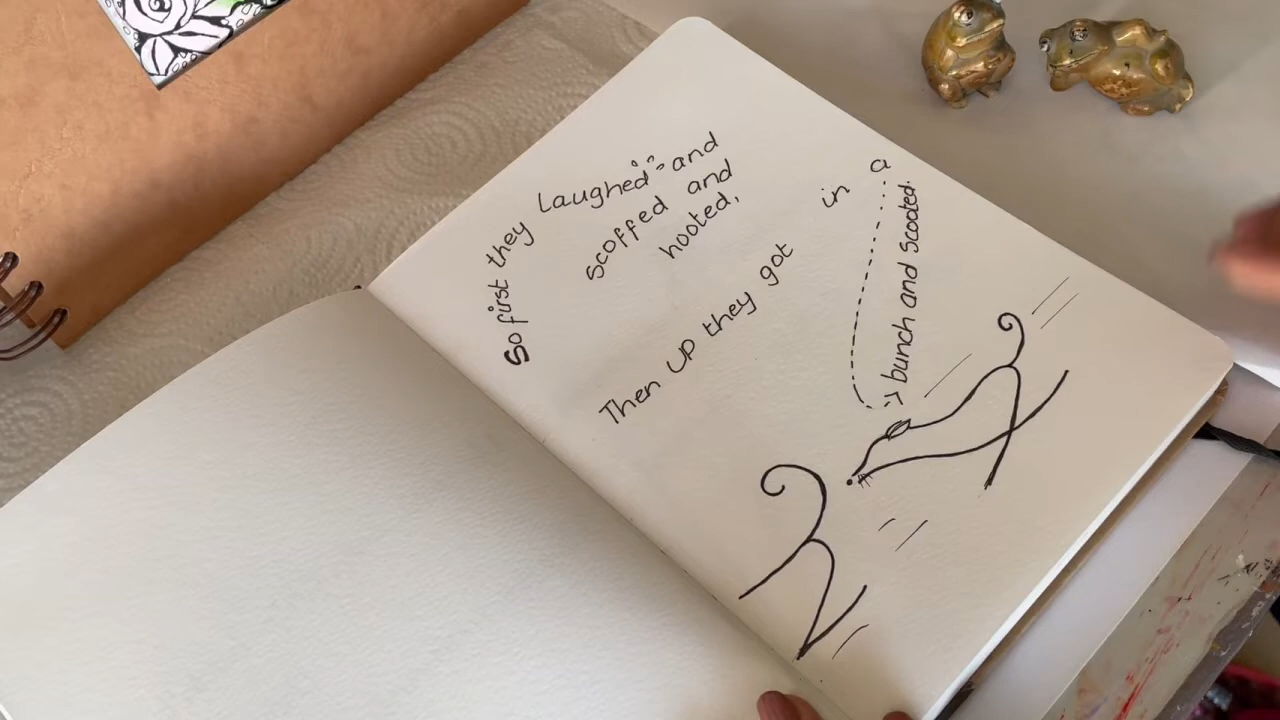 So first they Laughed and
scoffed and
hooted,
Then up they got in a
bunch and scooted.